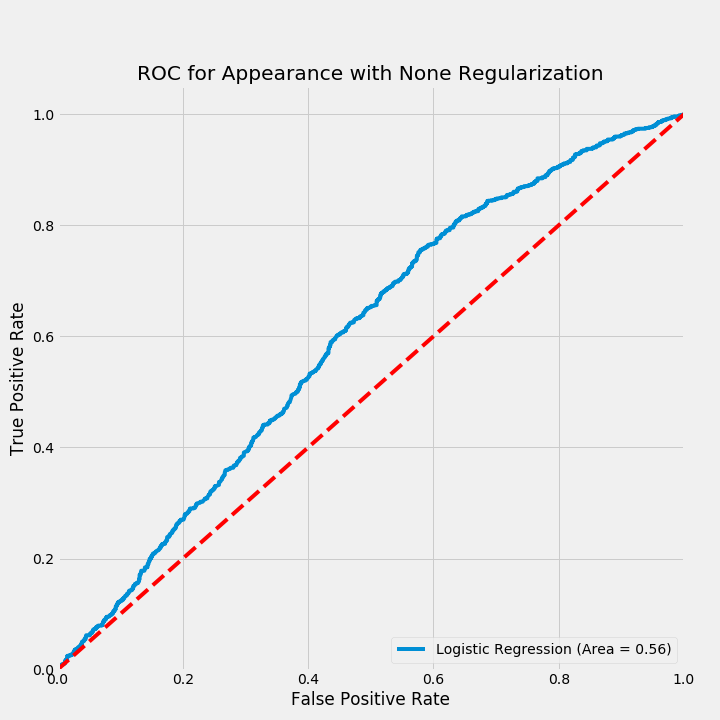 ROC for Appearance with None Regularization
True Positive Rate
1.0
0.8
0.6
0.4
0.2
0.0
0.0 0.2 0.4 0.6 0.8 1.0
False Positive Rate
Logistic Regression (Area = 0.56)